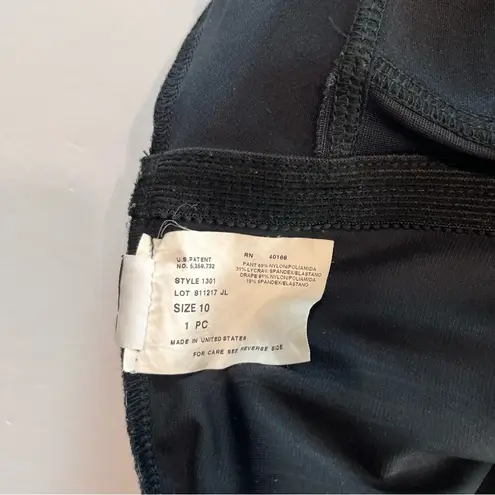 U.S. PATENT
NO. 5,359,732
STYLE 1301
LOT 811217 JL
SIZE 10
1 PC
MADE IN UNITED STATES
FOR CARE SEE REVERSE SIDE
RN 40166
PANT 69% NYLON/POLIAMIDA
31% LYCRA SPANDEX/ELASTANO
DRAPE 81% NYLON/POLIAMIDA
19% SPANDEX/ELASTANO